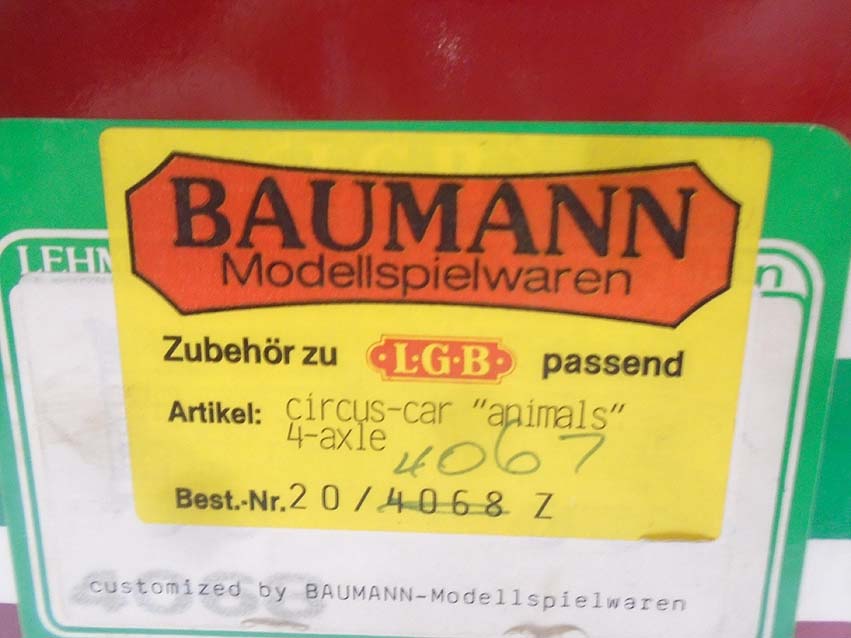 BAUMANN
Modellspielwaren
LEHM
n
Zubehör zu L·G·B passend
Artikel: circus-car "animals"
4-axle
4067
Best.-Nr. 20/4068 Z
customized by BAUMANN-Modellspielwaren